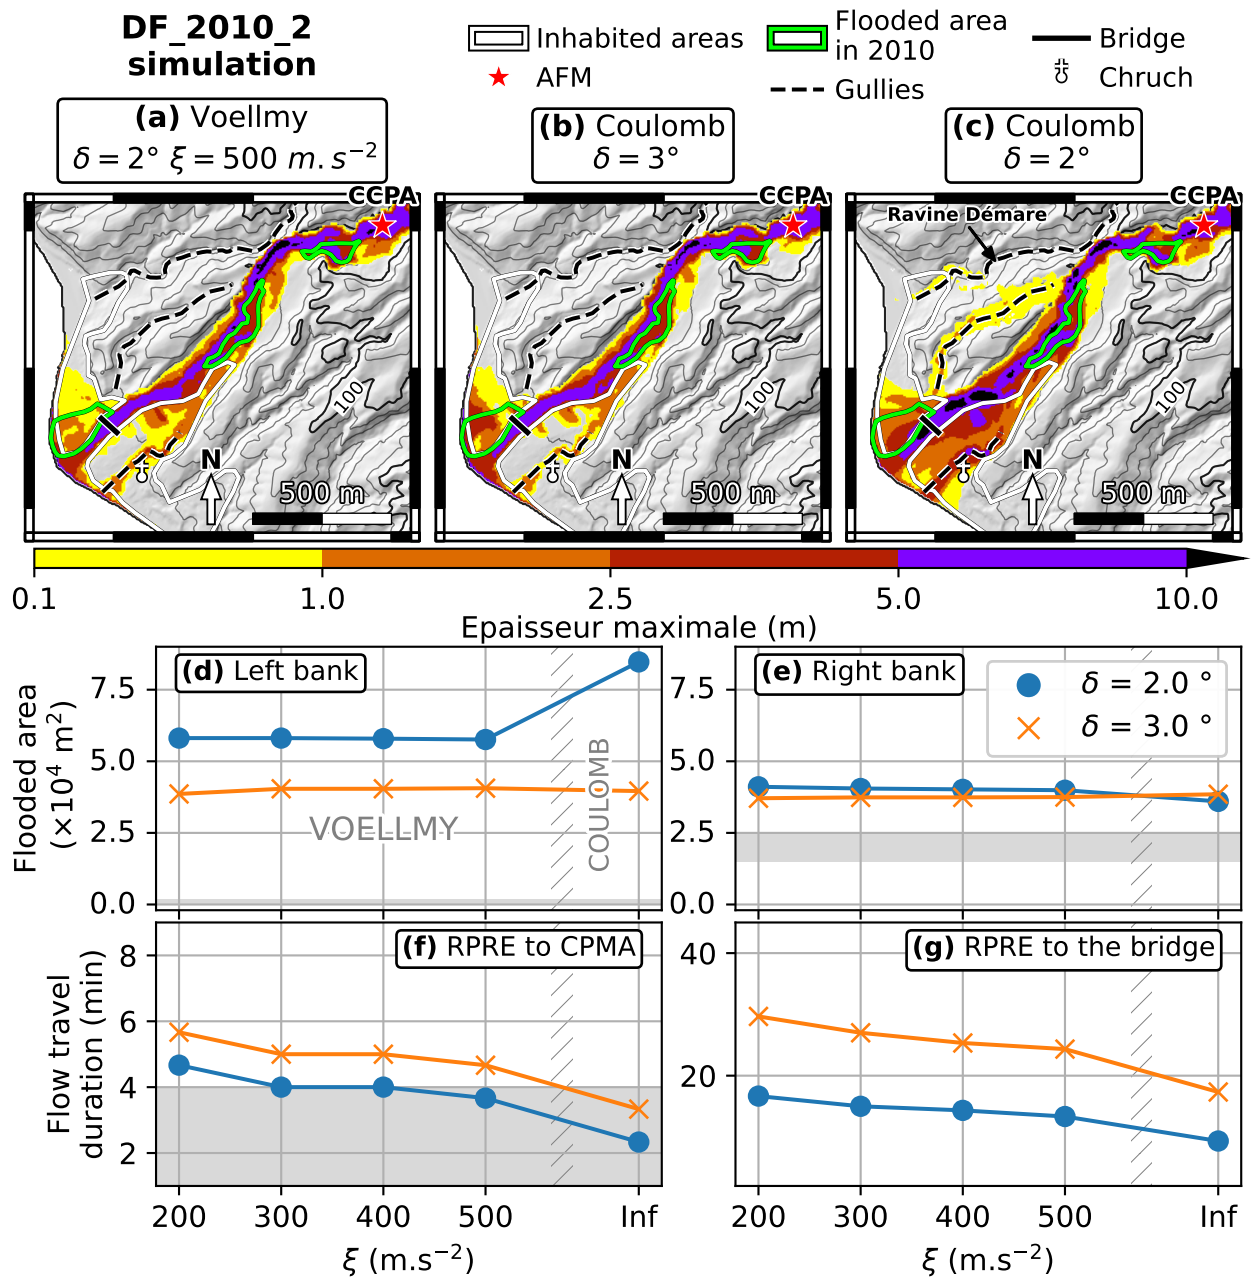 DF_2010_2
simulation
Inhabited areas
AFM
Flooded area
in 2010
Gullies
Bridge
Chruch
(a) Voellmy
δ = 2° ξ = 500 m.s⁻²
(b) Coulomb
δ = 3°
(c) Coulomb
δ = 2°
CCPA
100
N
500 m
CCPA
100
N
500 m
CCPA
Ravine Démare
100
N
500 m
0.1 1.0 2.5 5.0 10.0
Epaisseur maximale (m)
(d) Left bank
Flooded area
(×10⁴ m²)
7.5
5.0
2.5
0.0
VOELLMY
COULOMB
(e) Right bank
δ = 2.0 °
δ = 3.0 °
7.5
5.0
2.5
0.0
(f) RPRE to CPMA
Flow travel
duration (min)
8
6
4
2
200 300 400 500 Inf
ξ (m.s⁻²)
(g) RPRE to the bridge
40
20
200 300 400 500 Inf
ξ (m.s⁻²)